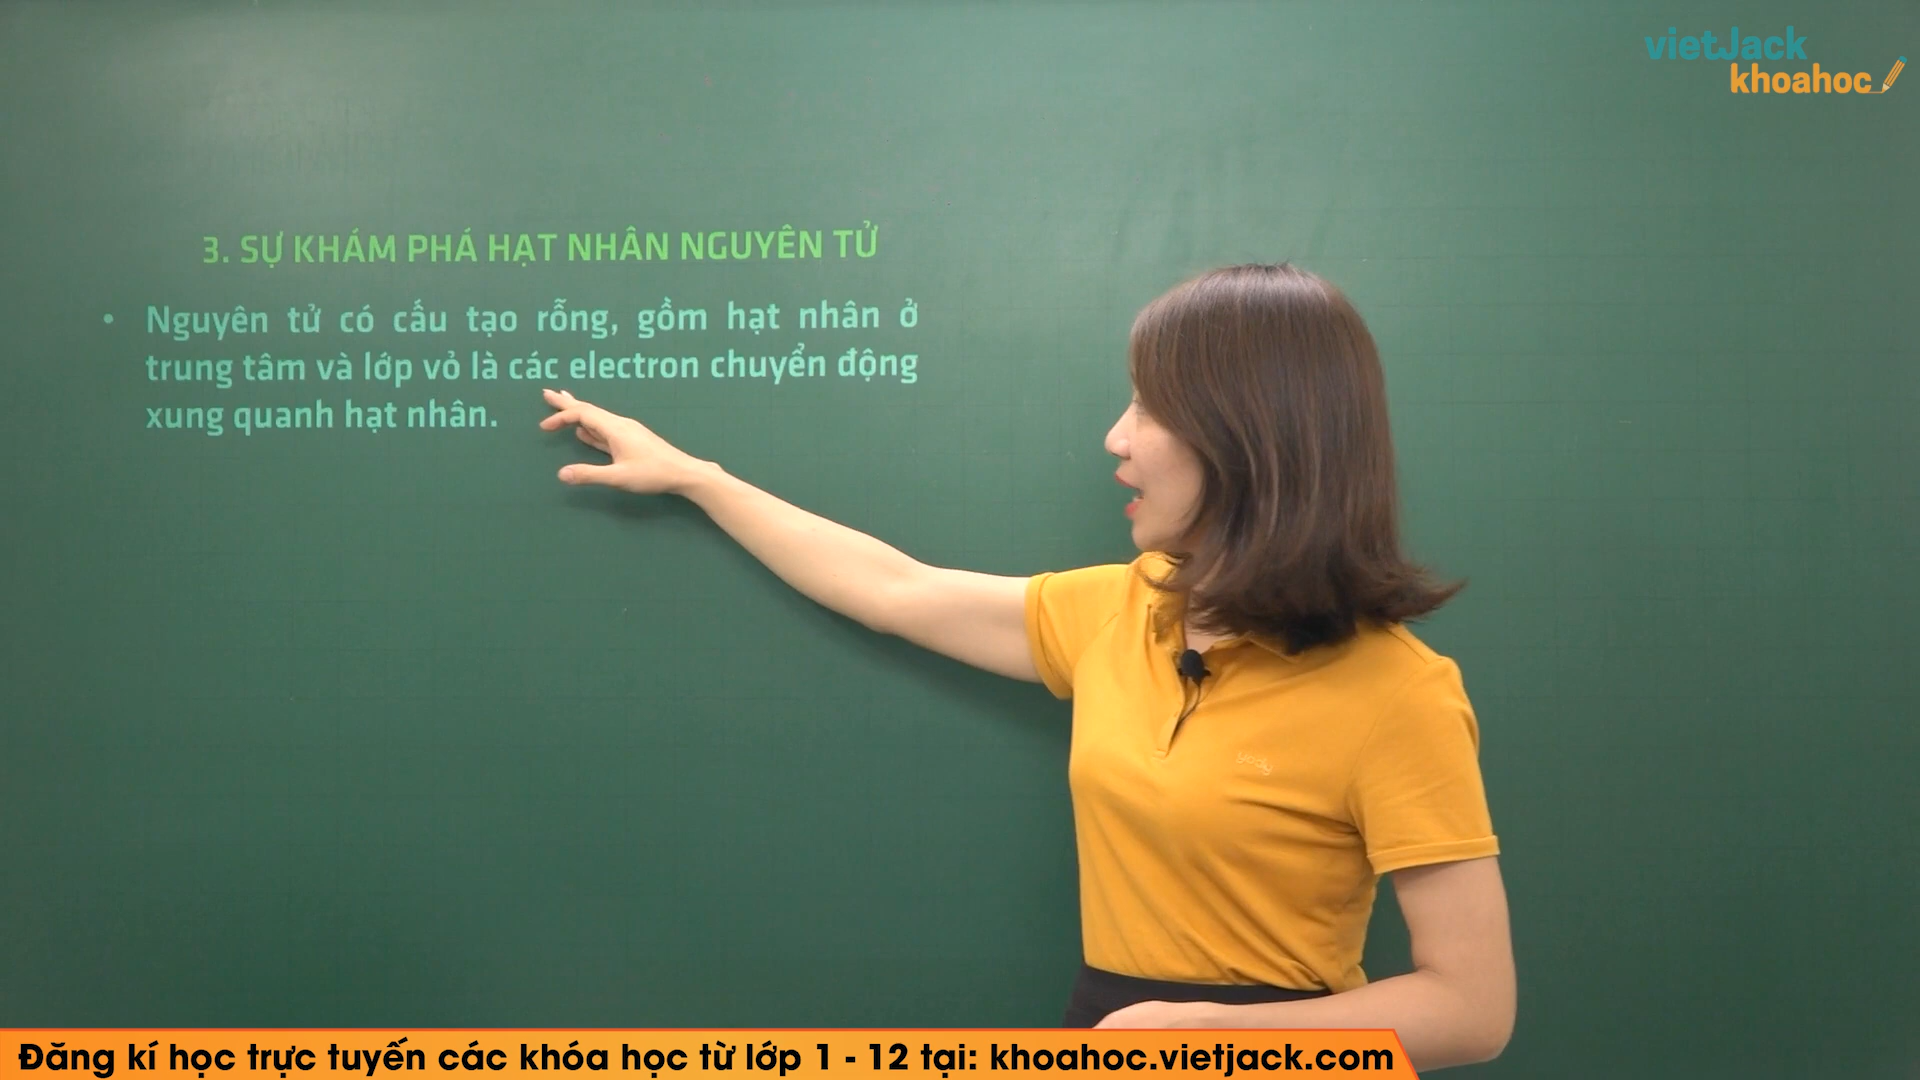 vietJack
khoahoc
3. SỰ KHÁM PHÁ HẠT NHÂN NGUYÊN TỬ
• Nguyên tử có cấu tạo rỗng, gồm hạt nhân ở
trung tâm và lớp vỏ là các electron chuyển động
xung quanh hạt nhân.
yody
Đăng kí học trực tuyến các khóa học từ lớp 1 - 12 tại: khoahoc.vietjack.com